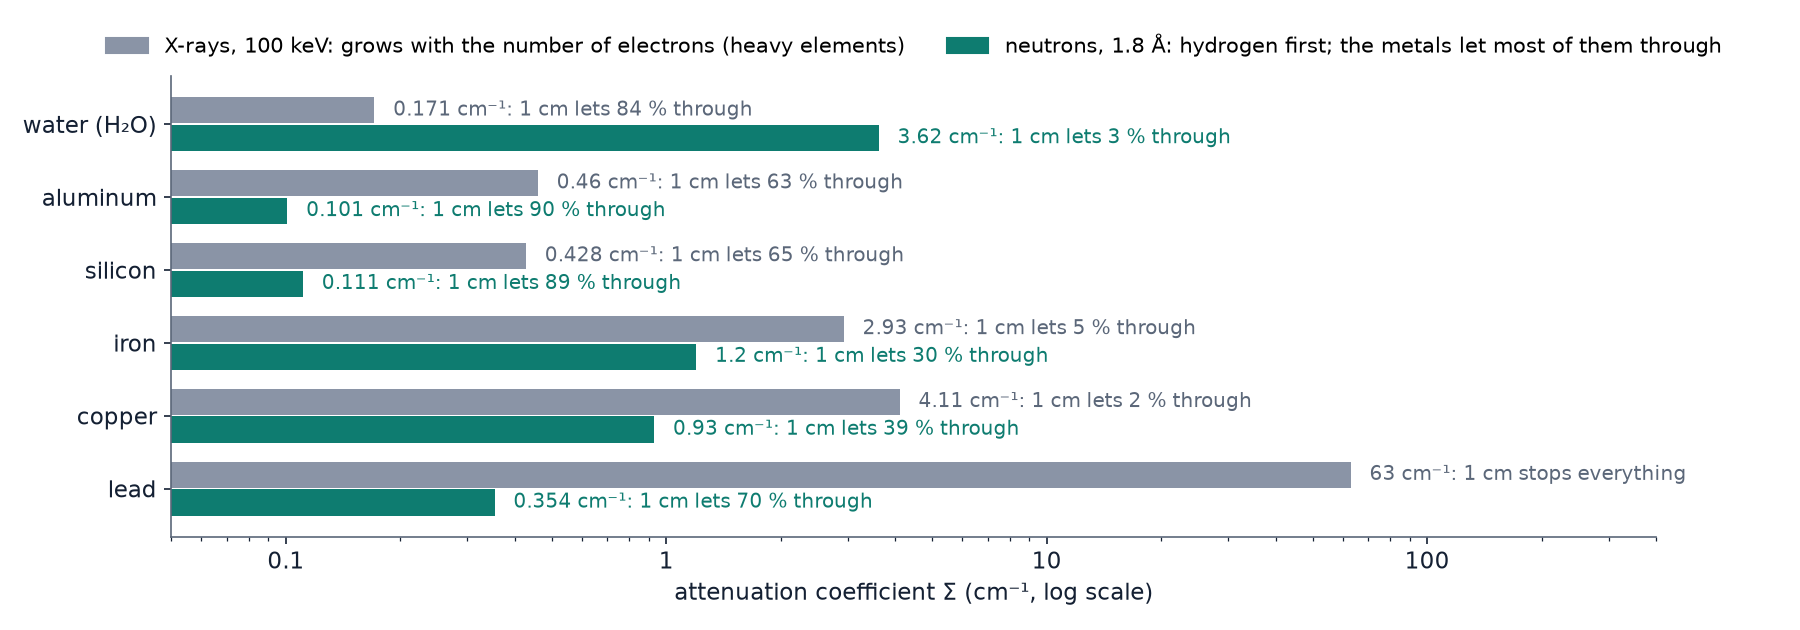 X-rays, 100 keV: grows with the number of electrons (heavy elements)
neutrons, 1.8 Å: hydrogen first; the metals let most of them through
water (H₂O)
0.171 cm⁻¹: 1 cm lets 84 % through
3.62 cm⁻¹: 1 cm lets 3 % through
aluminum
0.46 cm⁻¹: 1 cm lets 63 % through
0.101 cm⁻¹: 1 cm lets 90 % through
silicon
0.428 cm⁻¹: 1 cm lets 65 % through
0.111 cm⁻¹: 1 cm lets 89 % through
iron
2.93 cm⁻¹: 1 cm lets 5 % through
1.2 cm⁻¹: 1 cm lets 30 % through
copper
4.11 cm⁻¹: 1 cm lets 2 % through
0.93 cm⁻¹: 1 cm lets 39 % through
lead
63 cm⁻¹: 1 cm stops everything
0.354 cm⁻¹: 1 cm lets 70 % through
0.1 1 10 100
attenuation coefficient Σ (cm⁻¹, log scale)